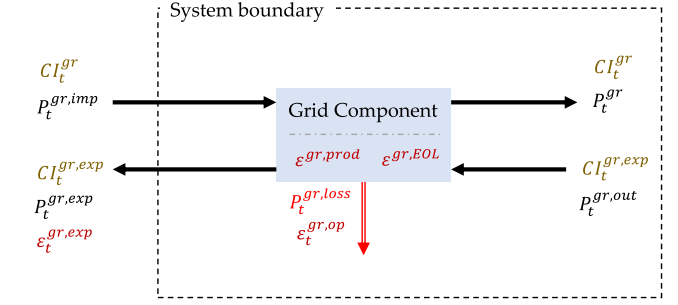 System boundary
CI_t^{gr}
P_t^{gr,imp}
CI_t^{gr}
P_t^{gr}
Grid Component
ε^{gr,prod} ε^{gr,EOL}
CI_t^{gr,exp}
P_t^{gr,exp}
ε_t^{gr,exp}
P_t^{gr,loss}
ε_t^{gr,op}
CI_t^{gr,exp}
P_t^{gr,out}